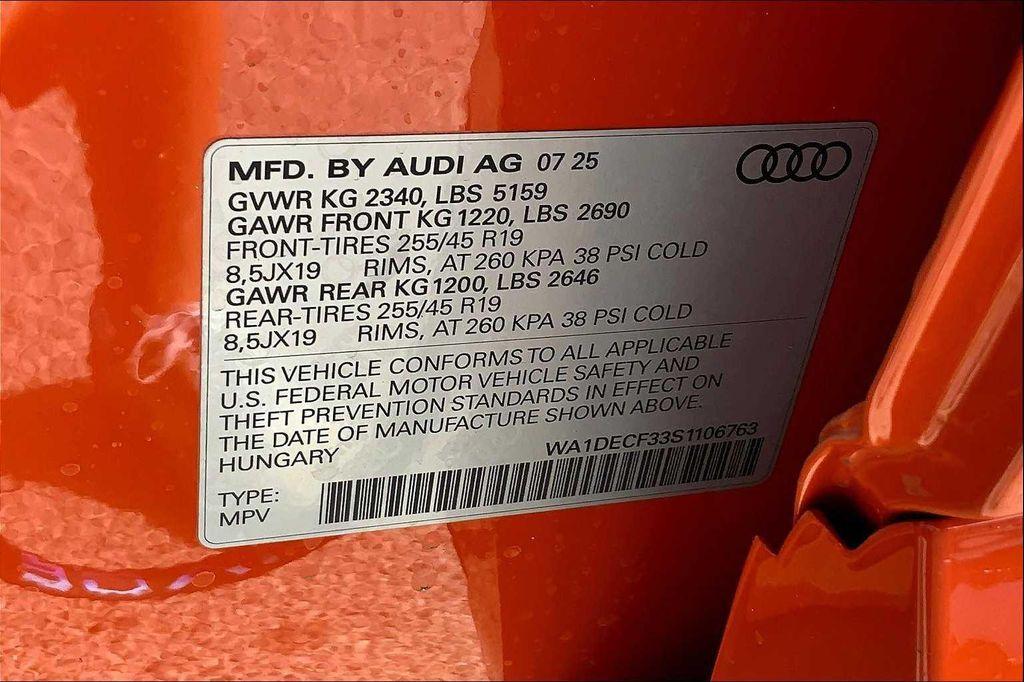 MFD. BY AUDI AG 07 25
GVWR KG 2340, LBS 5159
GAWR FRONT KG 1220, LBS 2690
FRONT-TIRES 255/45 R19
8,5JX19 RIMS, AT 260 KPA 38 PSI COLD
GAWR REAR KG 1200, LBS 2646
REAR-TIRES 255/45 R19
8,5JX19 RIMS, AT 260 KPA 38 PSI COLD
THIS VEHICLE CONFORMS TO ALL APPLICABLE
U.S. FEDERAL MOTOR VEHICLE SAFETY AND
THEFT PREVENTION STANDARDS IN EFFECT ON
THE DATE OF MANUFACTURE SHOWN ABOVE.
HUNGARY WA1DECF33S1106763
TYPE:
MPV